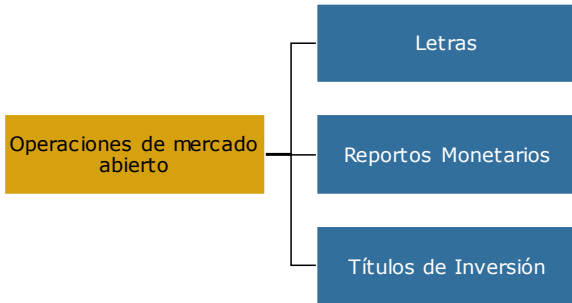 Letras
Operaciones de mercado
abierto
Reportos Monetarios
Títulos de Inversión